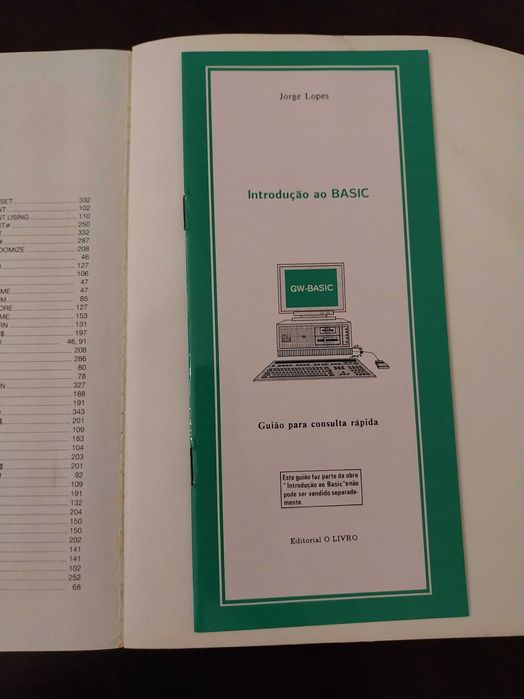 SET 332
NT 102
NT USING 110
T# 250
T 332
# 287
DOMIZE 208
46
127
106
47
ME 47
M 85
ORE 127
ME 153
RN 131
$ 197
46, 91
208
286
80
78
N 327
188
191
343
$ 201
109
183
104
203
$ 201
92
109
191
132
204
150
150
202
141
141
102
252
68
Jorge Lopes
Introdução ao BASIC
GW-BASIC
Guião para consulta rápida
Este guião faz parte da obra
"Introdução ao Basic"e não
pode ser vendido separada-
mente.
Editorial O LIVRO